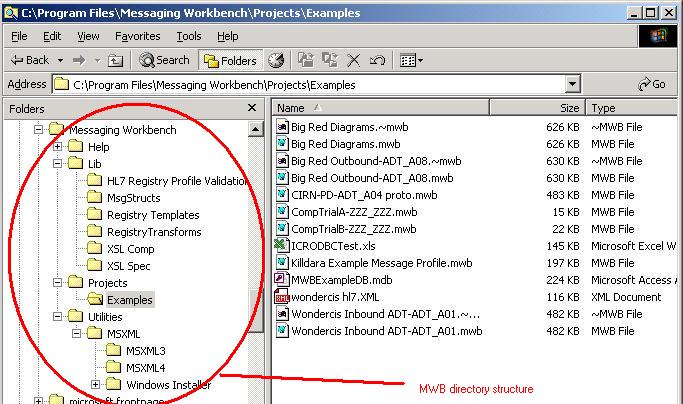 C:\Program Files\Messaging Workbench\Projects\Examples
File Edit View Favorites Tools Help
Back Search Folders
Address C:\Program Files\Messaging Workbench\Projects\Examples Go
Folders
Messaging Workbench
Help
Lib
HL7 Registry Profile Validation
MsgStructs
Registry Templates
RegistryTransforms
XSL Comp
XSL Spec
Projects
Examples
Utilities
MSXML
MSXML3
MSXML4
Windows Installer
microsoft frontpage
Name Size Type
Big Red Diagrams.~mwb 626 KB ~MWB File
Big Red Diagrams.mwb 626 KB MWB File
Big Red Outbound-ADT_A08.~mwb 630 KB ~MWB File
Big Red Outbound-ADT_A08.mwb 630 KB MWB File
CIRN-PD-ADT_A04 proto.mwb 483 KB MWB File
CompTrialA-ZZZ_ZZZ.mwb 15 KB MWB File
CompTrialB-ZZZ_ZZZ.mwb 22 KB MWB File
ICRODBCTest.xls 145 KB Microsoft Excel W
Killdara Example Message Profile.mwb 197 KB MWB File
MWBExampleDB.mdb 224 KB Microsoft Access A
wondercis hl7.XML 116 KB XML Document
Wondercis Inbound ADT-ADT_A01.~... 482 KB ~MWB File
Wondercis Inbound ADT-ADT_A01.mwb 482 KB MWB File
MWB directory structure